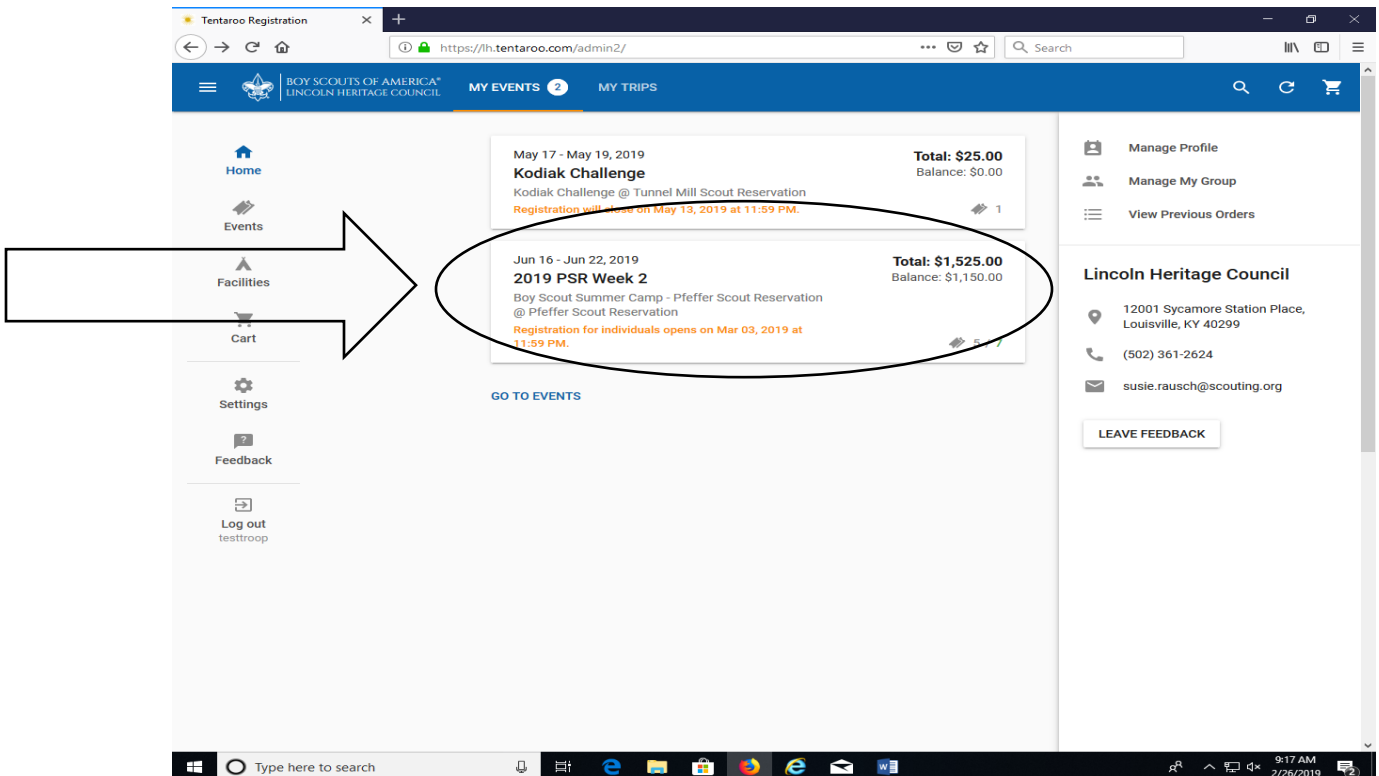 Tentaroo Registration
https://lh.tentaroo.com/admin2/
Search
BOY SCOUTS OF AMERICA®
LINCOLN HERITAGE COUNCIL
MY EVENTS 2
MY TRIPS
Home
Events
Facilities
Cart
Settings
Feedback
Log out
testtroop
May 17 - May 19, 2019
Total: $25.00
Kodiak Challenge
Balance: $0.00
Kodiak Challenge @ Tunnel Mill Scout Reservation
Registration will close on May 13, 2019 at 11:59 PM.
1
Jun 16 - Jun 22, 2019
Total: $1,525.00
2019 PSR Week 2
Balance: $1,150.00
Boy Scout Summer Camp - Pfeffer Scout Reservation
@ Pfeffer Scout Reservation
Registration for individuals opens on Mar 03, 2019 at
11:59 PM.
5 / 7
GO TO EVENTS
Manage Profile
Manage My Group
View Previous Orders
Lincoln Heritage Council
12001 Sycamore Station Place,
Louisville, KY 40299
(502) 361-2624
susie.rausch@scouting.org
LEAVE FEEDBACK
Type here to search
9:17 AM
2/26/2019
2